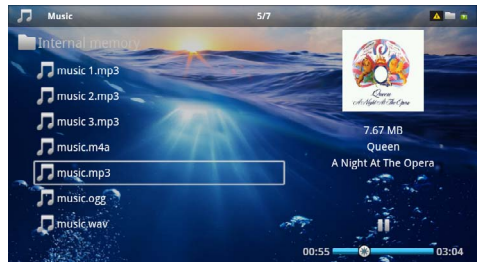 Music
5/7
Internal memory
music 1.mp3
music 2.mp3
music 3.mp3
music.m4a
music.mp3
music.ogg
music.wav
Queen
A Night At The Opera
7.67 MB
Queen
A Night At The Opera
00:55
03:04